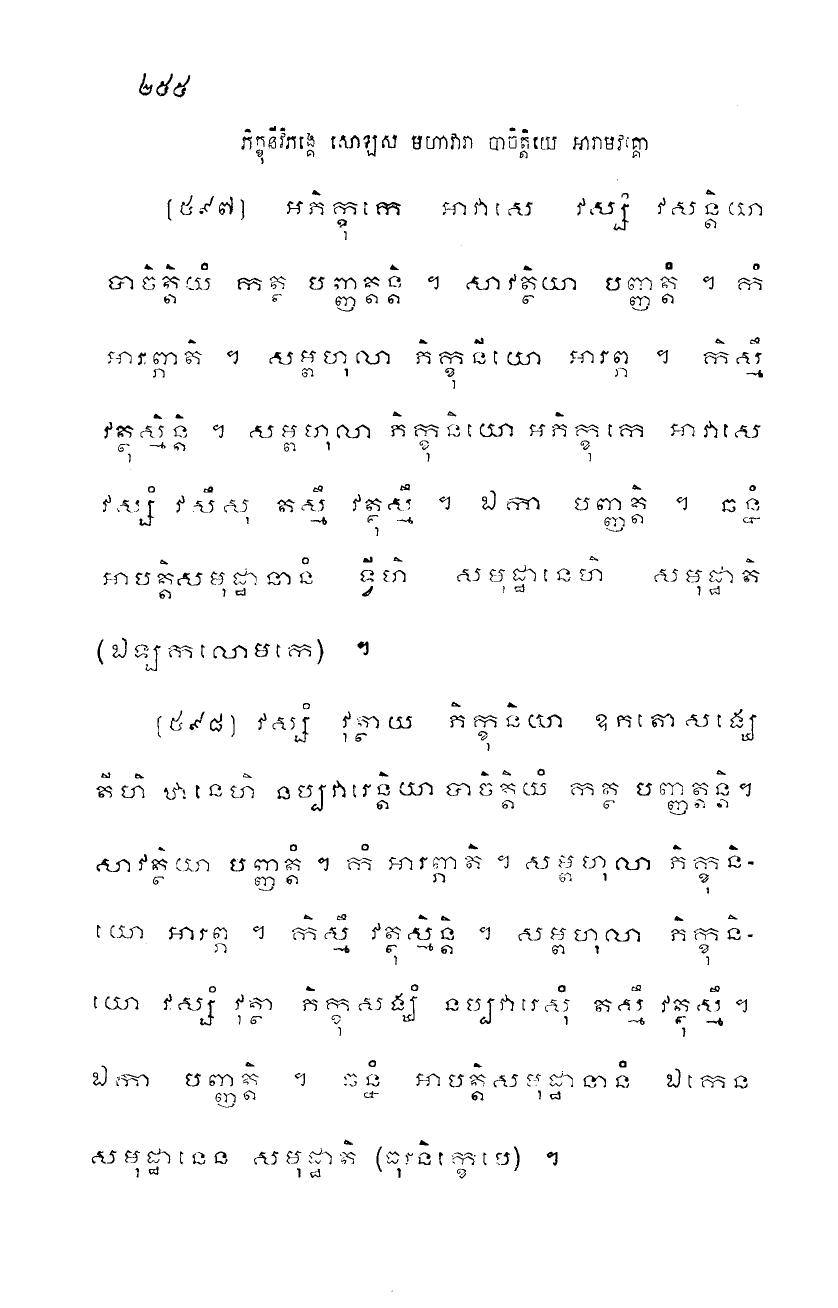 ២៥៥
ភិក្ខុនីវិភង្គេ សោឡស មហាវារា បាចិត្តិយេ អារាមវគ្គោ
[៥៩៧] អភិក្ខុកេ អាវាសេ វស្សំ វសន្តិយា
បាចិត្តិយំ កត្ថ បញ្ញត្តន្តិ ។ សាវត្ថិយា បញ្ញត្តំ ។ កំ
អារព្ភាតិ ។ សម្ពហុលា ភិក្ខុនីយោ អារព្ភ ។ កិស្មឹ
វត្ថុស្មិន្តិ ។ សម្ពហុលា ភិក្ខុនិយោ អភិក្ខុកេ អាវាសេ
វស្សំ វសឹសុ តស្មឹ វត្ថុស្មឹ ។ ឯកា បញ្ញត្តិ ។ ឆន្នំ
អាបត្តិសមុដ្ឋានានំ ទ្វីហិ សមុដ្ឋានេហិ សមុដ្ឋាតិ
(ឯឡកលោមកេ) ។
[៥៩៨] វស្សំ វុត្ថាយ ភិក្ខុនិយា ឧភតោសង្ឃេ
តីហិ ឋានេហិ នប្បវារេន្តិយា បាចិត្តិយំ កត្ថ បញ្ញត្តន្តិ។
សាវត្ថិយា បញ្ញត្តំ ។ កំ អារព្ភាតិ ។ សម្ពហុលា ភិក្ខុនិ-
យោ អារព្ភ ។ កិស្មឹ វត្ថុស្មិន្តិ ។ សម្ពហុលា ភិក្ខុនិ-
យោ វស្សំ វុត្ថា ភិក្ខុសង្ឃំ នប្បវារេសុំ តស្មឹ វត្ថុស្មឹ ។
ឯកា បញ្ញត្តិ ។ ឆន្នំ អាបត្តិសមុដ្ឋានានំ ឯកេន
សមុដ្ឋានេន សមុដ្ឋាតិ (ធុរនិក្ខេបេ) ។